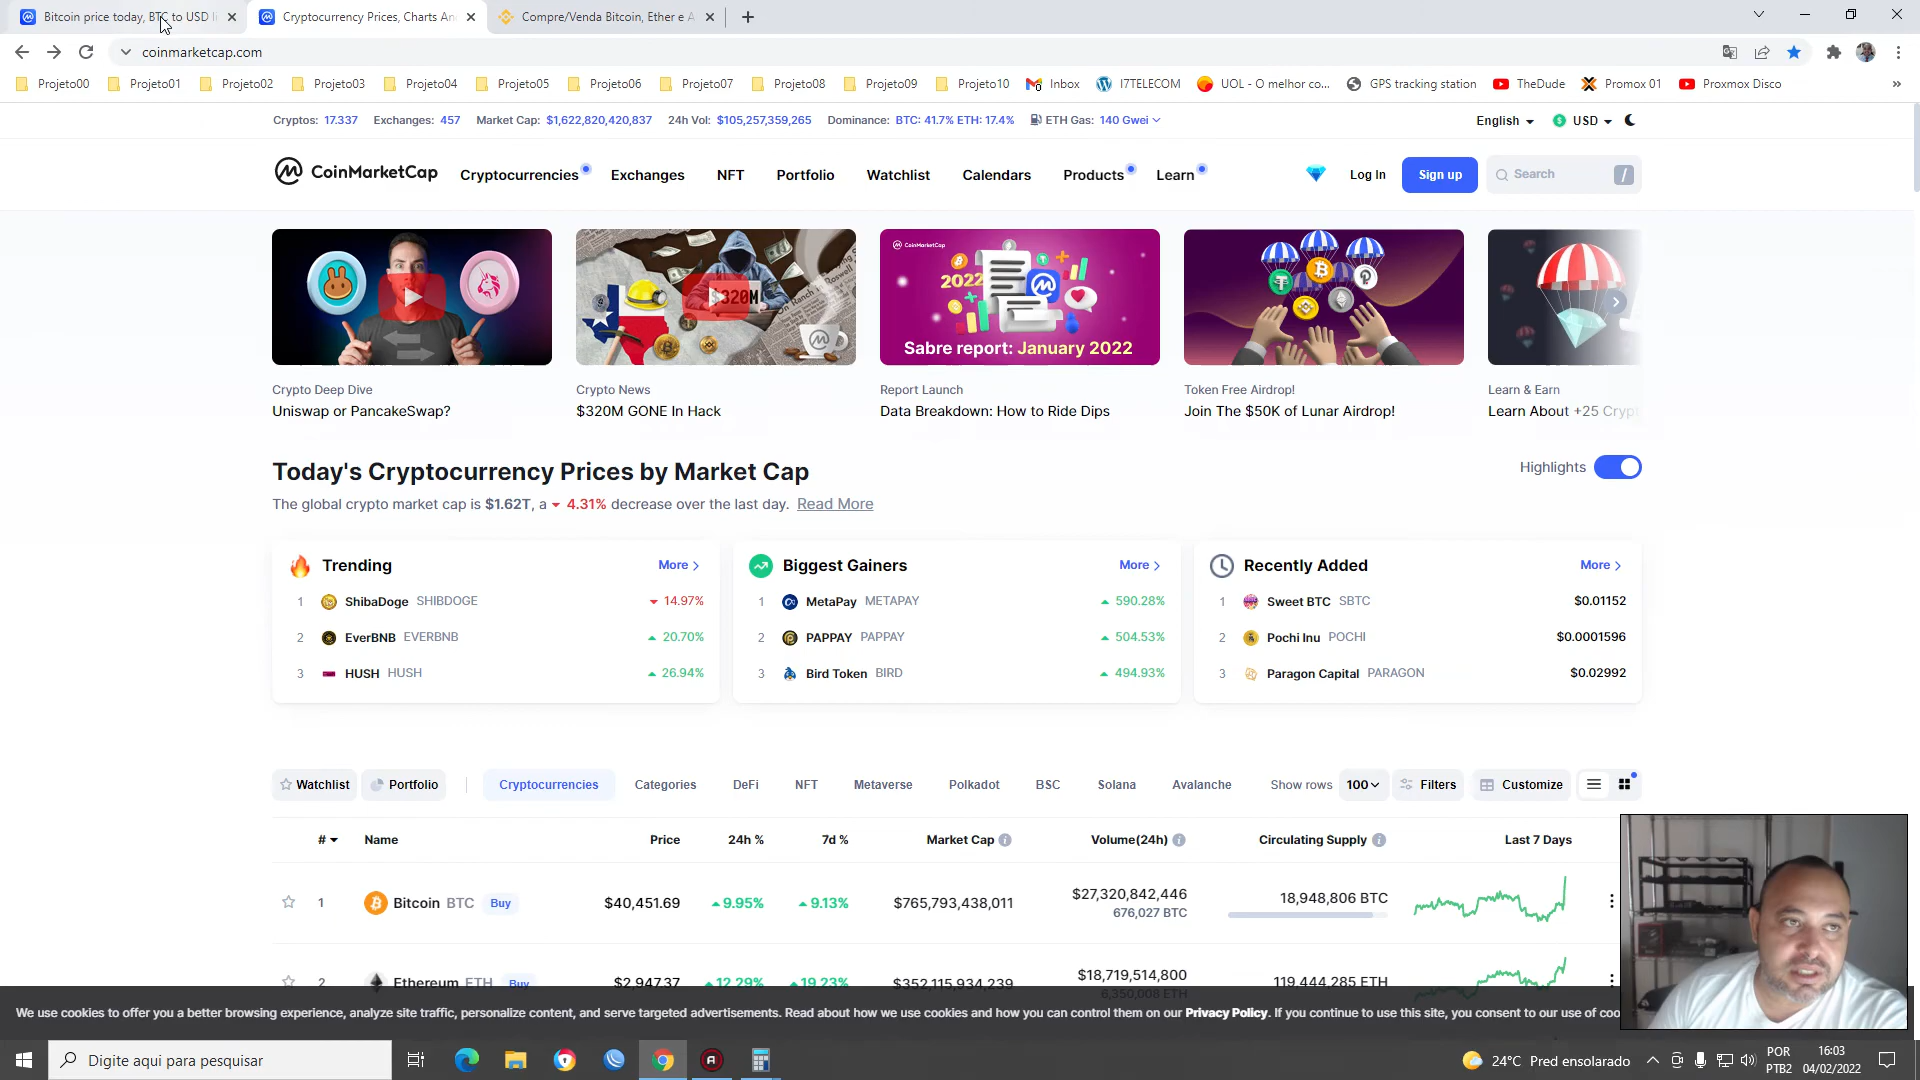 Bitcoin price today, BTC to USD li
Cryptocurrency Prices, Charts An
Compre/Venda Bitcoin, Ether e A
coinmarketcap.com
Projeto00 Projeto01 Projeto02 Projeto03 Projeto04 Projeto05 Projeto06 Projeto07 Projeto08 Projeto09 Projeto10 Inbox I7TELECOM UOL - O melhor co... GPS tracking station TheDude Promox 01 Proxmox Disco »
Cryptos: 17.337 Exchanges: 457 Market Cap: $1,622,820,420,837 24h Vol: $105,257,359,265 Dominance: BTC: 41.7% ETH: 17.4% ETH Gas: 140 Gwei English USD
CoinMarketCap Cryptocurrencies Exchanges NFT Portfolio Watchlist Calendars Products Learn Log In Sign up Search /
$320M
CoinMarketCap
2022
Sabre report: January 2022
Crypto Deep Dive
Uniswap or PancakeSwap?
Crypto News
$320M GONE In Hack
Report Launch
Data Breakdown: How to Ride Dips
Token Free Airdrop!
Join The $50K of Lunar Airdrop!
Learn & Earn
Learn About +25 Cryp
Today's Cryptocurrency Prices by Market Cap
Highlights
The global crypto market cap is $1.62T, a 4.31% decrease over the last day. Read More
Trending More
1 ShibaDoge SHIBDOGE 14.97%
2 EverBNB EVERBNB 20.70%
3 HUSH HUSH 26.94%
Biggest Gainers More
1 MetaPay METAPAY 590.28%
2 PAPPAY PAPPAY 504.53%
3 Bird Token BIRD 494.93%
Recently Added More
1 Sweet BTC SBTC $0.01152
2 Pochi Inu POCHI $0.0001596
3 Paragon Capital PARAGON $0.02992
Watchlist Portfolio Cryptocurrencies Categories DeFi NFT Metaverse Polkadot BSC Solana Avalanche Show rows 100 Filters Customize
# Name Price 24h % 7d % Market Cap Volume(24h) Circulating Supply Last 7 Days
1 Bitcoin BTC Buy $40,451.69 9.95% 9.13% $765,793,438,011 $27,320,842,446 18,948,806 BTC
676,027 BTC
2 Ethereum ETH Buy $2,947.37 12.29% 19.23% $352,115,934,239 $18,719,514,800 119,444,285 ETH
6,350,008 ETH
We use cookies to offer you a better browsing experience, analyze site traffic, personalize content, and serve targeted advertisements. Read about how we use cookies and how you can control them on our Privacy Policy. If you continue to use this site, you consent to our use of coo
Digite aqui para pesquisar
24°C Pred ensolarado
POR
PTB2
16:03
04/02/2022